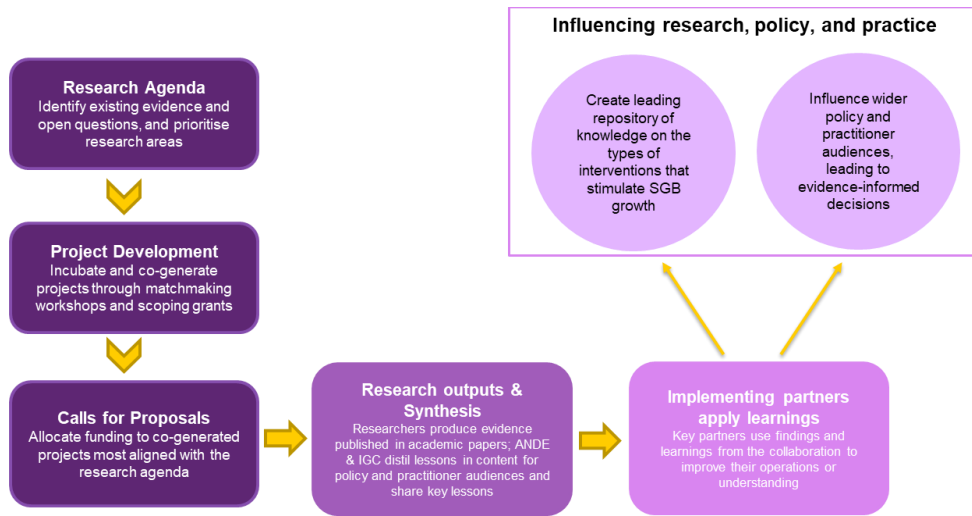 Research Agenda
Identify existing evidence and
open questions, and prioritise
research areas
Project Development
Incubate and co-generate
projects through matchmaking
workshops and scoping grants
Calls for Proposals
Allocate funding to co-generated
projects most aligned with the
research agenda
Research outputs &
Synthesis
Researchers produce evidence
published in academic papers; ANDE
& IGC distil lessons in content for
policy and practitioner audiences and
share key lessons
Implementing partners
apply learnings
Key partners use findings and
learnings from the collaboration to
improve their operations or
understanding
Influencing research, policy, and practice
Create leading
repository of
knowledge on the
types of
interventions that
stimulate SGB
growth
Influence wider
policy and
practitioner
audiences,
leading to
evidence-informed
decisions